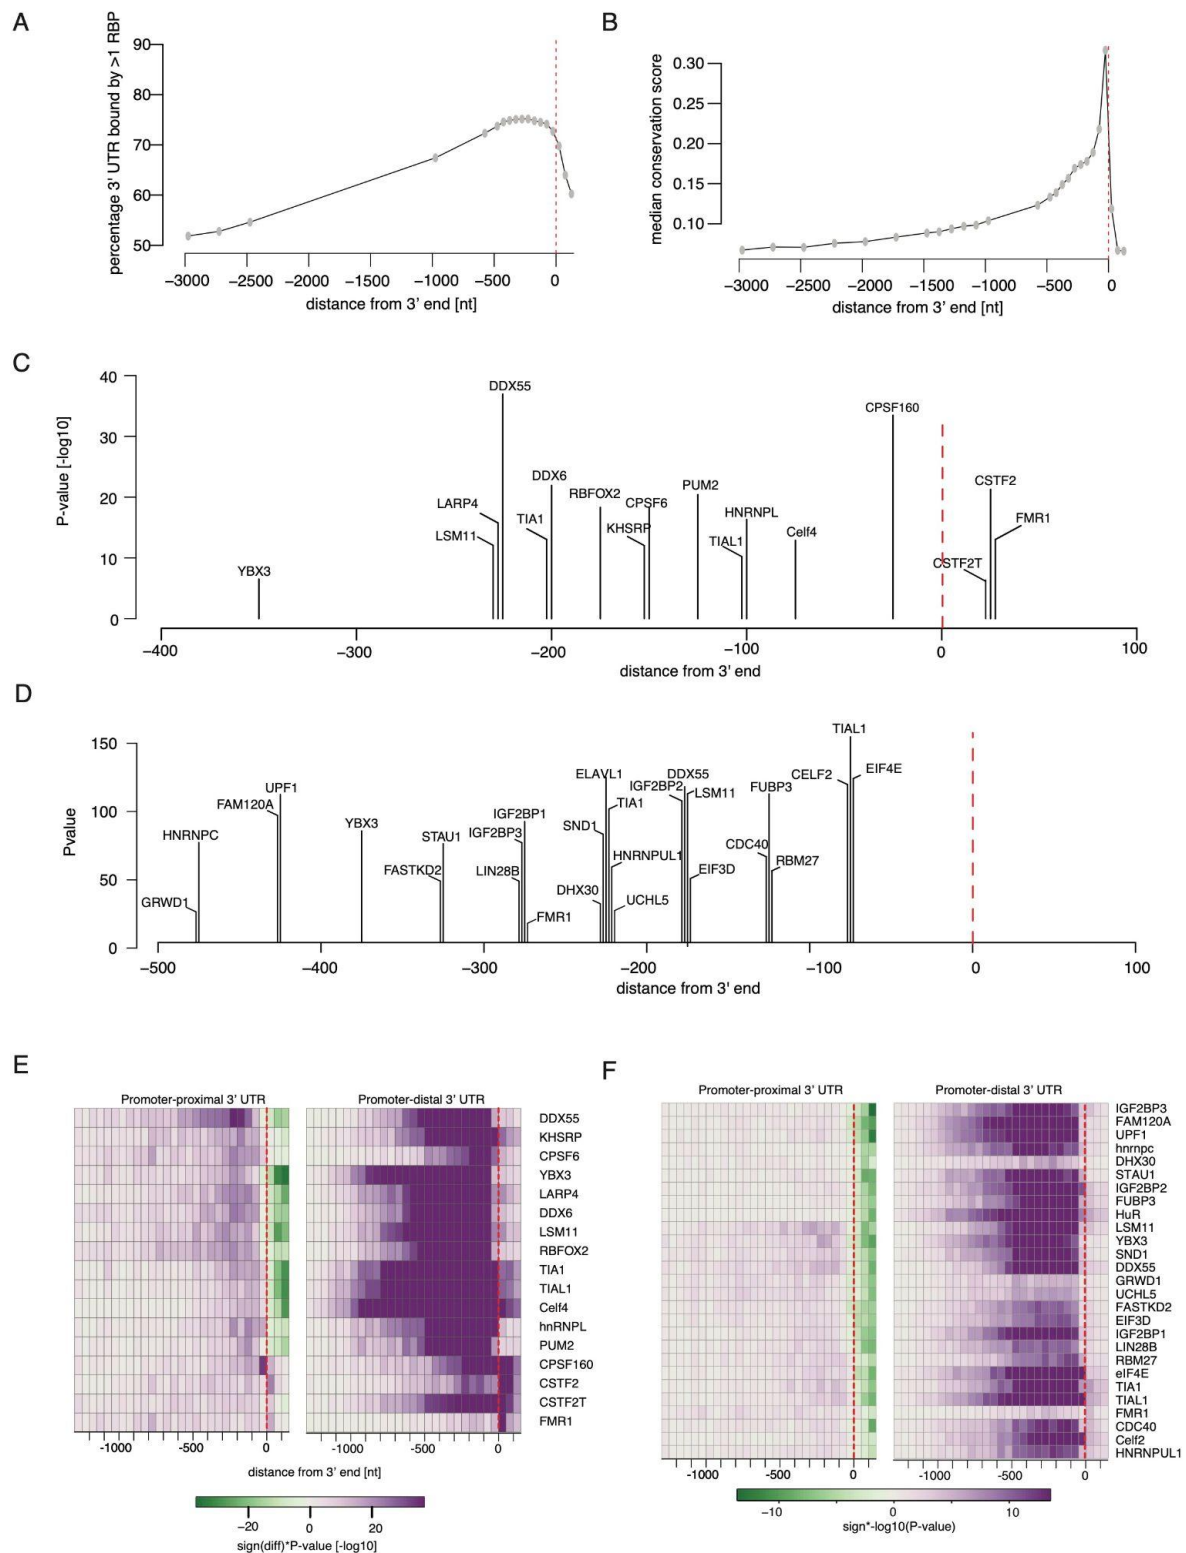 A
percentage 3' UTR bound by >1 RBP
90
80
70
60
50
−3000 −2500 −2000 −1500 −1000 −500 0
distance from 3' end [nt]
B
median conservation score
0.30
0.25
0.20
0.15
0.10
−3000 −2500 −2000 −1500 −1000 −500 0
distance from 3' end [nt]
C
P-value [-log10]
40
30
20
10
0
YBX3
LSM11
LARP4
DDX55
TIA1
DDX6
RBFOX2
KHSRP
CPSF6
PUM2
TIAL1
HNRNPL
Celf4
CPSF160
CSTF2T
CSTF2
FMR1
−400 −300 −200 −100 0 100
distance from 3' end
D
Pvalue
150
100
50
0
GRWD1
HNRNPC
FAM120A
UPF1
YBX3
FASTKD2
STAU1
LIN28B
IGF2BP3
IGF2BP1
FMR1
DHX30
SND1
ELAVL1
TIA1
HNRNPUL1
UCHL5
IGF2BP2
DDX55
LSM11
EIF3D
CDC40
FUBP3
RBM27
CELF2
TIAL1
EIF4E
−500 −400 −300 −200 −100 0 100
distance from 3' end
E
Promoter-proximal 3' UTR
Promoter-distal 3' UTR
DDX55
KHSRP
CPSF6
YBX3
LARP4
DDX6
LSM11
RBFOX2
TIA1
TIAL1
Celf4
hnRNPL
PUM2
CPSF160
CSTF2
CSTF2T
FMR1
-1000 -500 0
-1000 -500 0
distance from 3' end [nt]
−20 0 20
sign(diff)*P-value [-log10]
F
Promoter-proximal 3' UTR
Promoter-distal 3' UTR
IGF2BP3
FAM120A
UPF1
hnrnpc
DHX30
STAU1
IGF2BP2
FUBP3
HuR
LSM11
YBX3
SND1
DDX55
GRWD1
UCHL5
FASTKD2
EIF3D
IGF2BP1
LIN28B
RBM27
eIF4E
TIA1
TIAL1
FMR1
CDC40
Celf2
HNRNPUL1
-1000 -500 0
-1000 -500 0
−10 0 10
sign*-log10(P-value)